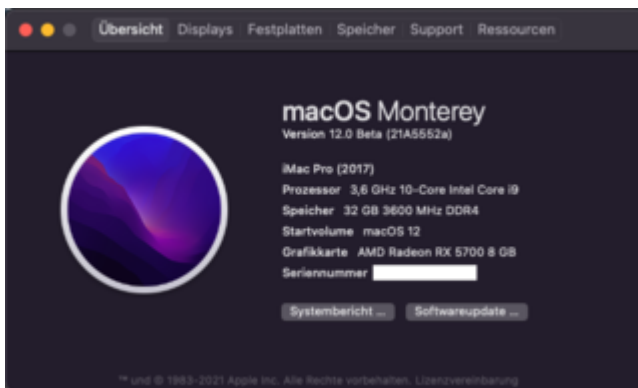 Übersicht Displays Festplatten Speicher Support Ressourcen
macOS Monterey
Version 12.0 Beta (21A5552a)
iMac Pro (2017)
Prozessor 3,6 GHz 10-Core Intel Core i9
Speicher 32 GB 3600 MHz DDR4
Startvolume macOS 12
Grafikkarte AMD Radeon RX 5700 8 GB
Seriennummer
Systembericht ...
Softwareupdate ...
™ und © 1983-2021 Apple Inc. Alle Rechte vorbehalten. Lizenzvereinbarung